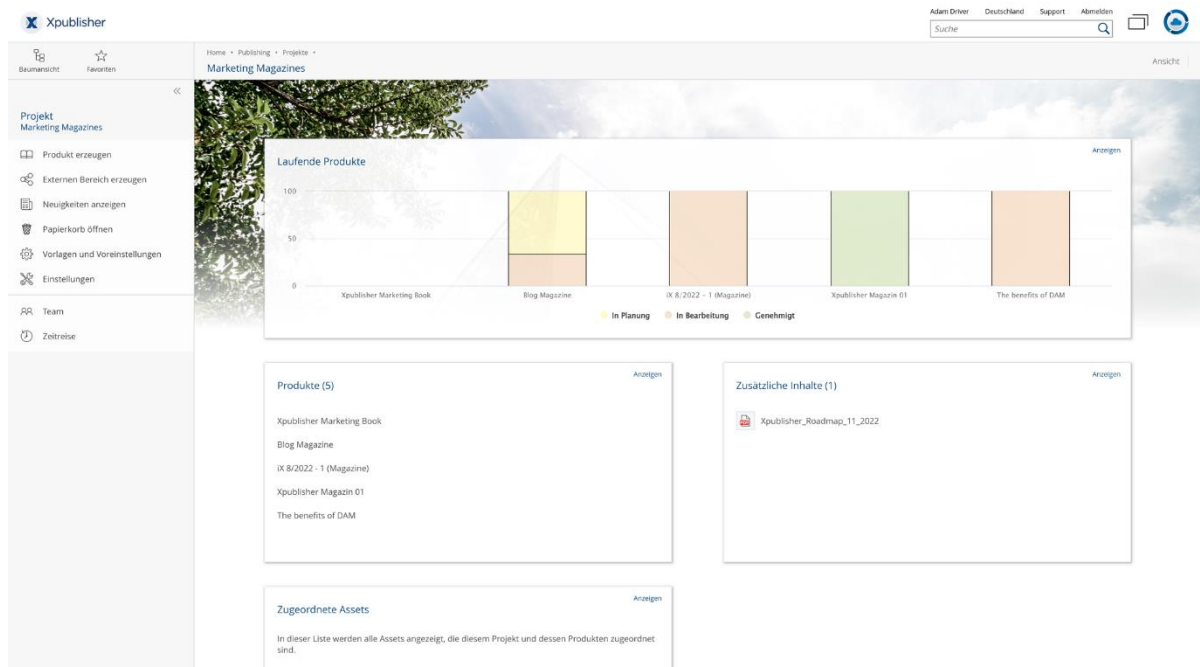 Xpublisher
Adam Driver Deutschland Support Abmelden
Suche
Baumansicht Favoriten
Home • Publishing • Projekte •
Marketing Magazines
Ansicht
Projekt
Marketing Magazines
Produkt erzeugen
Externen Bereich erzeugen
Neuigkeiten anzeigen
Papierkorb öffnen
Vorlagen und Voreinstellungen
Einstellungen
Team
Zeitreise
Anzeigen
Laufende Produkte
100
50
0
Xpublisher Marketing Book Blog Magazine iX 8/2022 - 1 (Magazine) Xpublisher Magazin 01 The benefits of DAM
In Planung In Bearbeitung Genehmigt
Anzeigen
Produkte (5)
Xpublisher Marketing Book
Blog Magazine
iX 8/2022 - 1 (Magazine)
Xpublisher Magazin 01
The benefits of DAM
Anzeigen
Zusätzliche Inhalte (1)
PDF
Xpublisher_Roadmap_11_2022
Anzeigen
Zugeordnete Assets
In dieser Liste werden alle Assets angezeigt, die diesem Projekt und dessen Produkten zugeordnet
sind.